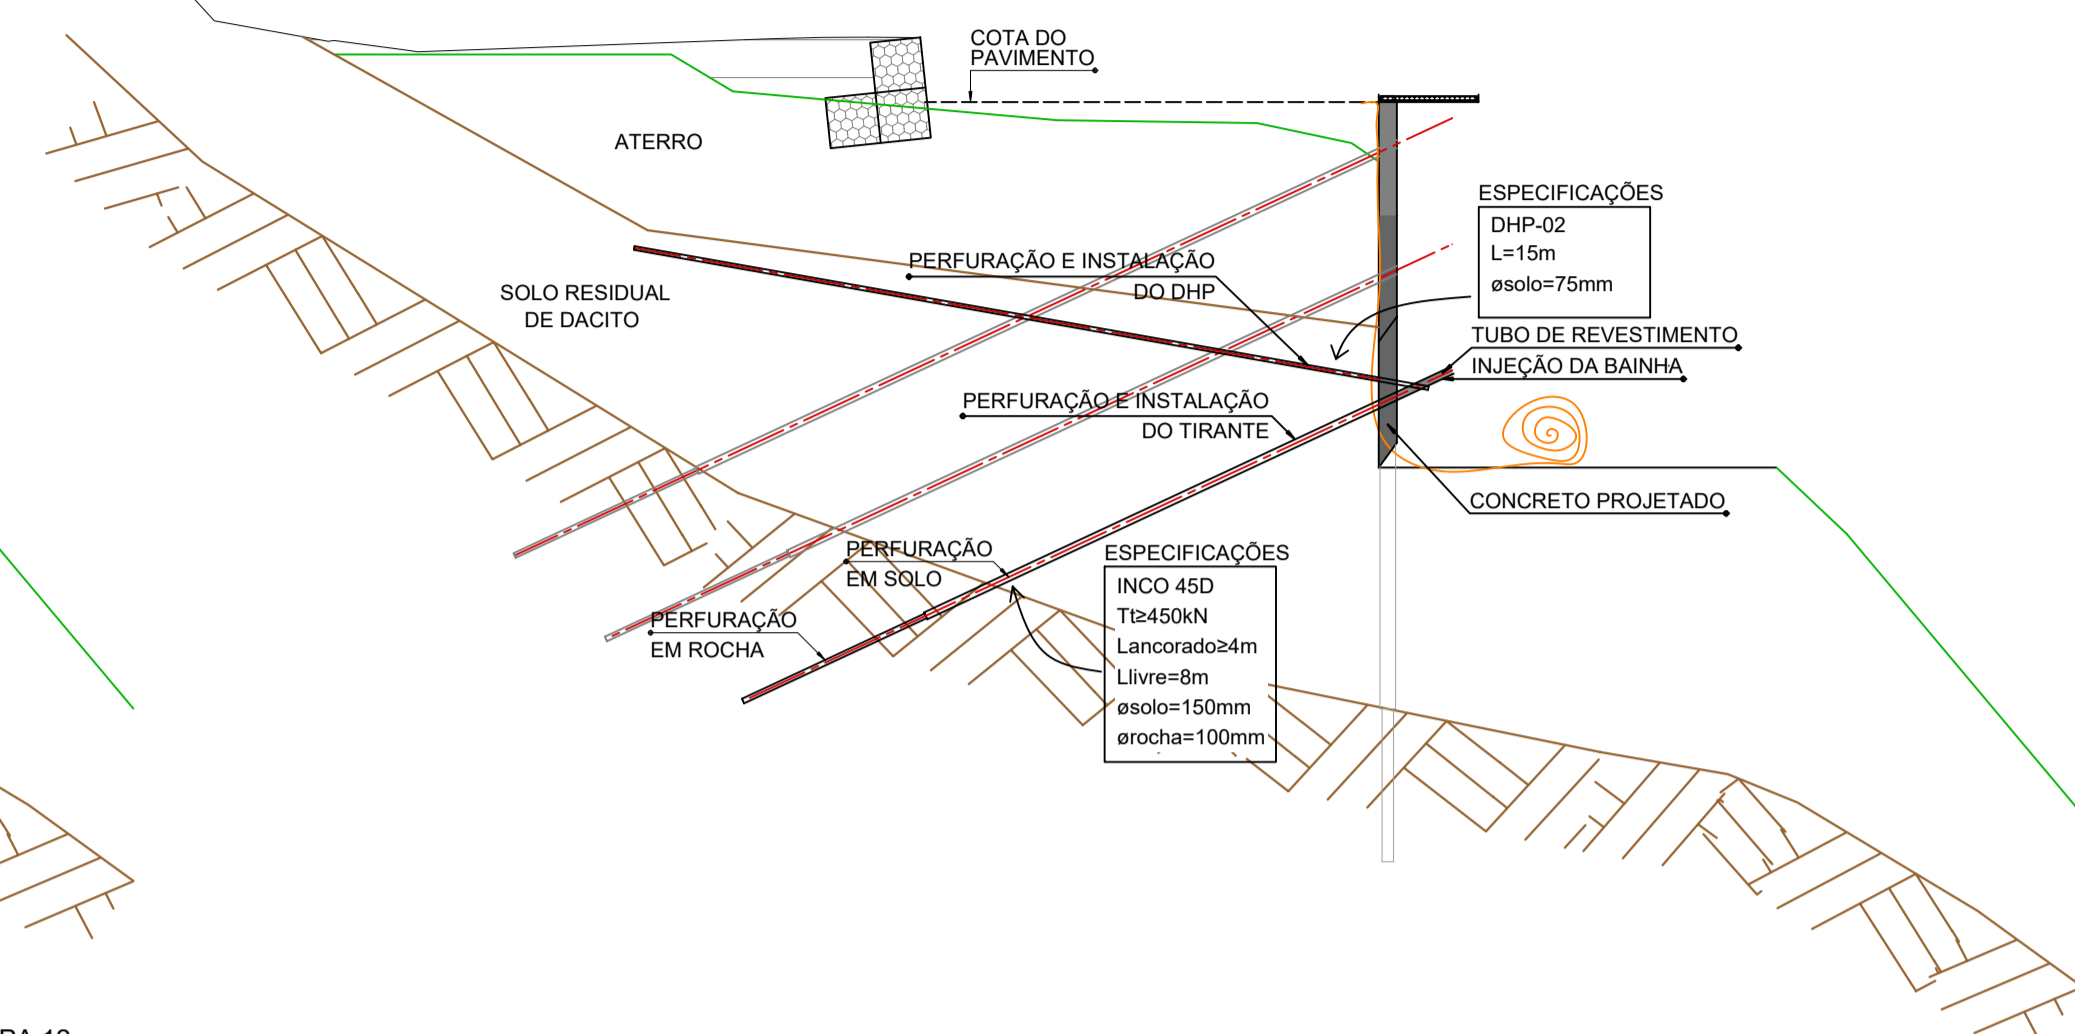 COTA DO
PAVIMENTO
ATERRO
ESPECIFICAÇÕES
DHP-02
L=15m
øsolo=75mm
PERFURAÇÃO E INSTALAÇÃO
DO DHP
SOLO RESIDUAL
DE DACITO
TUBO DE REVESTIMENTO
INJEÇÃO DA BAINHA
PERFURAÇÃO E INSTALAÇÃO
DO TIRANTE
CONCRETO PROJETADO
PERFURAÇÃO
EM SOLO
ESPECIFICAÇÕES
INCO 45D
Tt≥450kN
Lancorado≥4m
Llivre=8m
øsolo=150mm
ørocha=100mm
PERFURAÇÃO
EM ROCHA